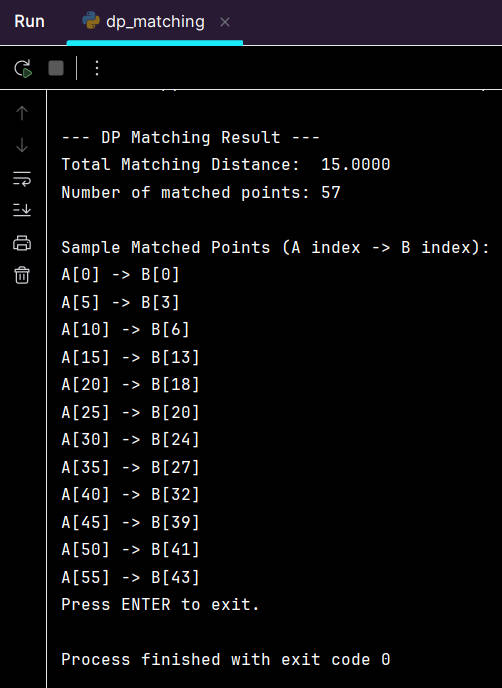 Run
dp_matching
--- DP Matching Result ---
Total Matching Distance:  15.0000
Number of matched points: 57
Sample Matched Points (A index -> B index):
A[0] -> B[0]
A[5] -> B[3]
A[10] -> B[6]
A[15] -> B[13]
A[20] -> B[18]
A[25] -> B[20]
A[30] -> B[24]
A[35] -> B[27]
A[40] -> B[32]
A[45] -> B[39]
A[50] -> B[41]
A[55] -> B[43]
Press ENTER to exit.
Process finished with exit code 0